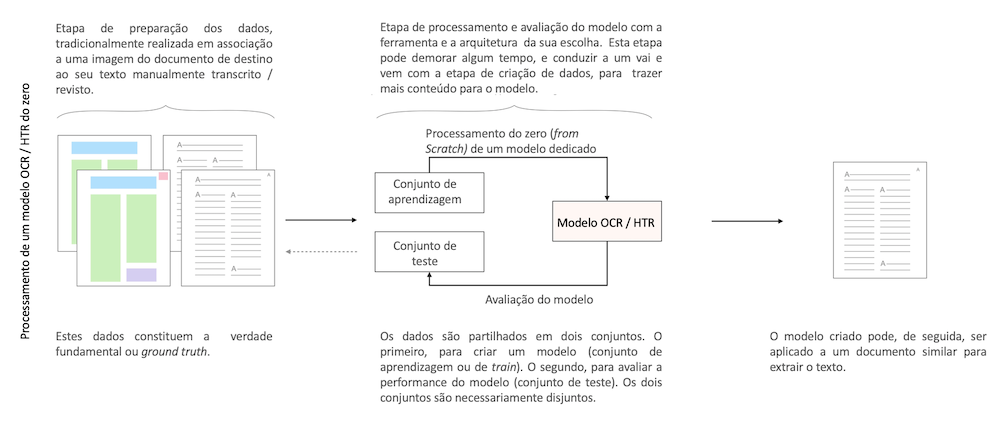 Processamento de um modelo OCR / HTR do zero
Etapa de preparação dos dados,
tradicionalmente realizada em associação
a uma imagem do documento de destino
ao seu texto manualmente transcrito /
revisto.
Etapa de processamento e avaliação do modelo com a
ferramenta e a arquitetura da sua escolha. Esta etapa
pode demorar algum tempo, e conduzir a um vai e
vem com a etapa de criação de dados, para trazer
mais conteúdo para o modelo.
A
A
A
A
A
A
A
A
A
Processamento do zero (from
Scratch) de um modelo dedicado
Conjunto de
aprendizagem
Modelo OCR / HTR
Conjunto de
teste
Avaliação do modelo
A
A
A
A
A
Estes dados constituem a verdade
fundamental ou ground truth.
Os dados são partilhados em dois conjuntos. O
primeiro, para criar um modelo (conjunto de
aprendizagem ou de train). O segundo, para avaliar a
performance do modelo (conjunto de teste). Os dois
conjuntos são necessariamente disjuntos.
O modelo criado pode, de seguida, ser
aplicado a um documento similar para
extrair o texto.